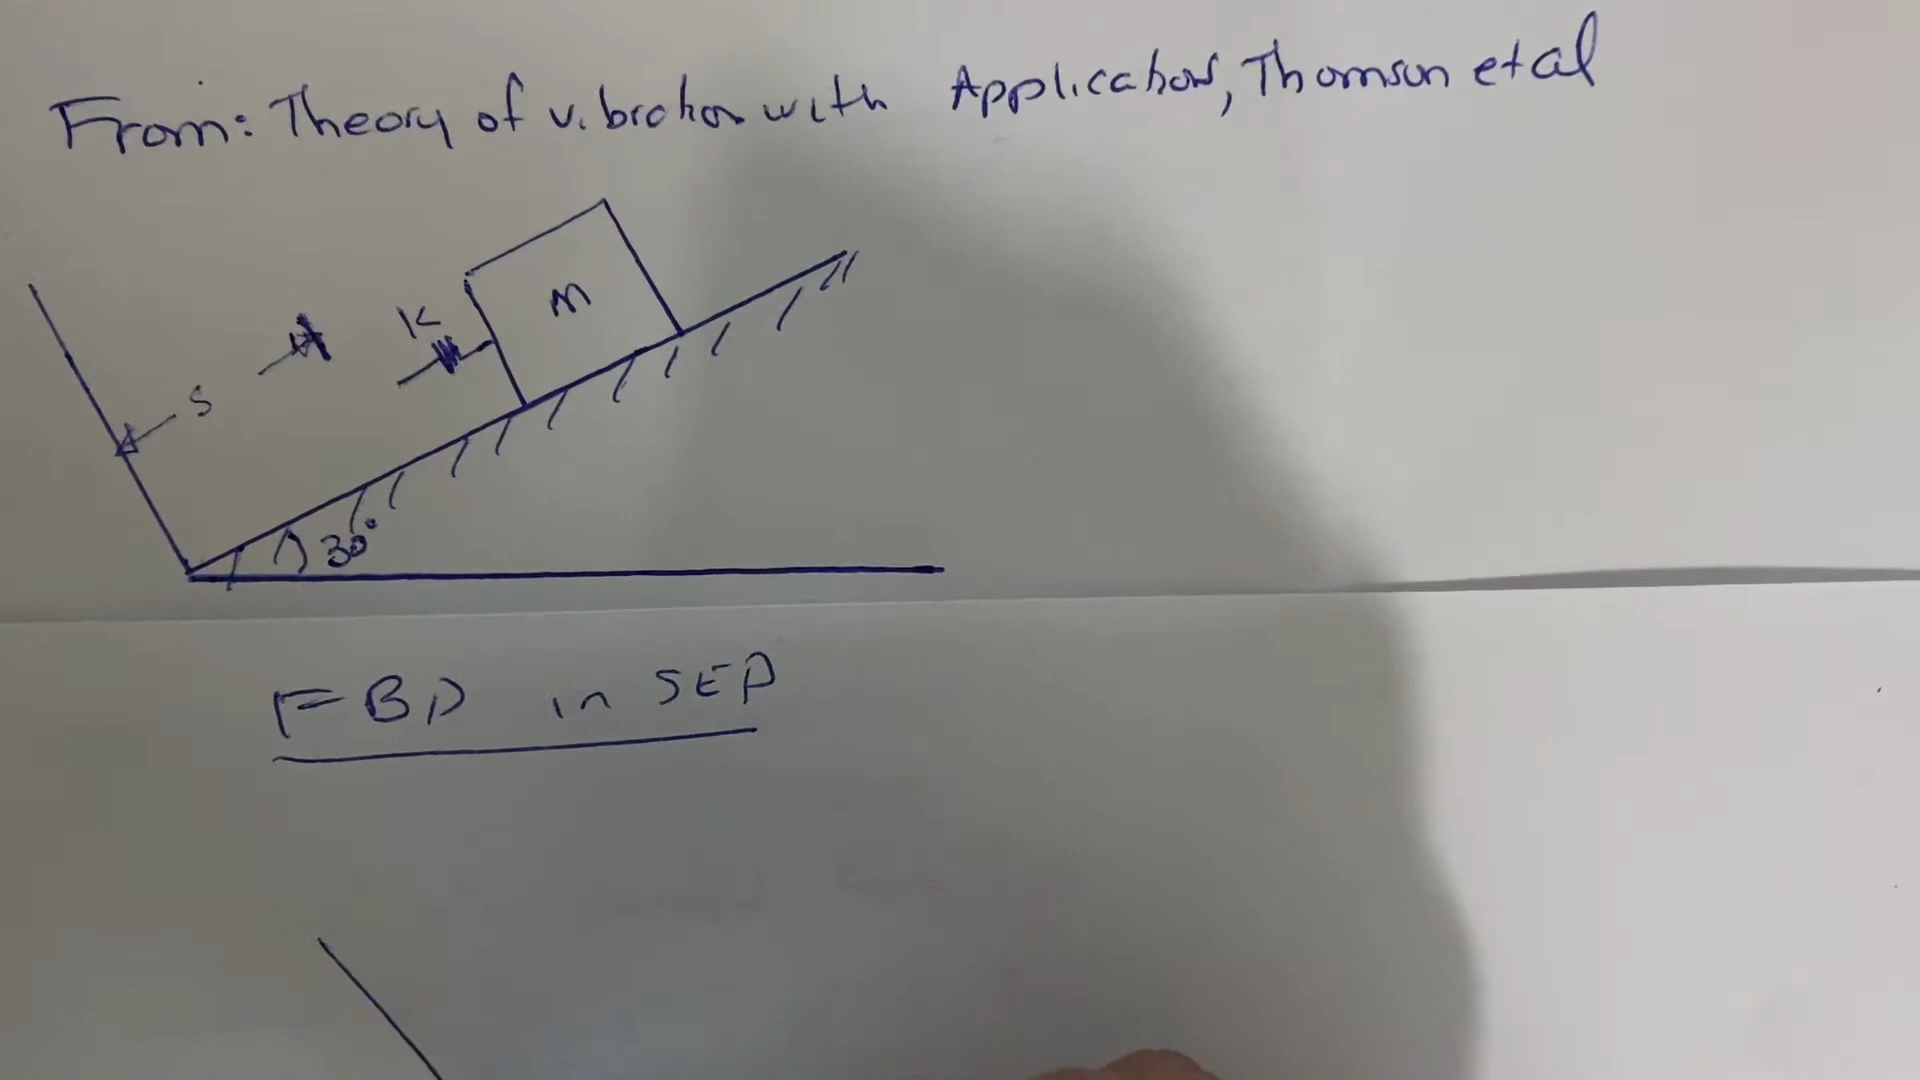 From: Theory of vibration with Applications, Thomson et al
K
m
S
30°
FBD in SEP